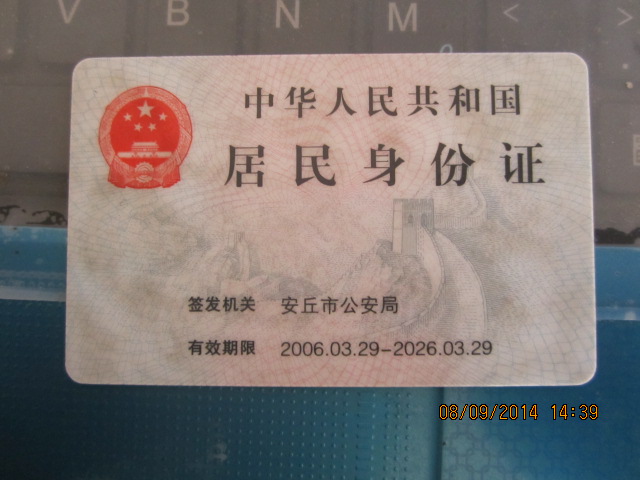 V B N M < >
中华人民共和国
居民身份证
签发机关 安丘市公安局
有效期限 2006.03.29-2026.03.29
08/09/2014 14:39